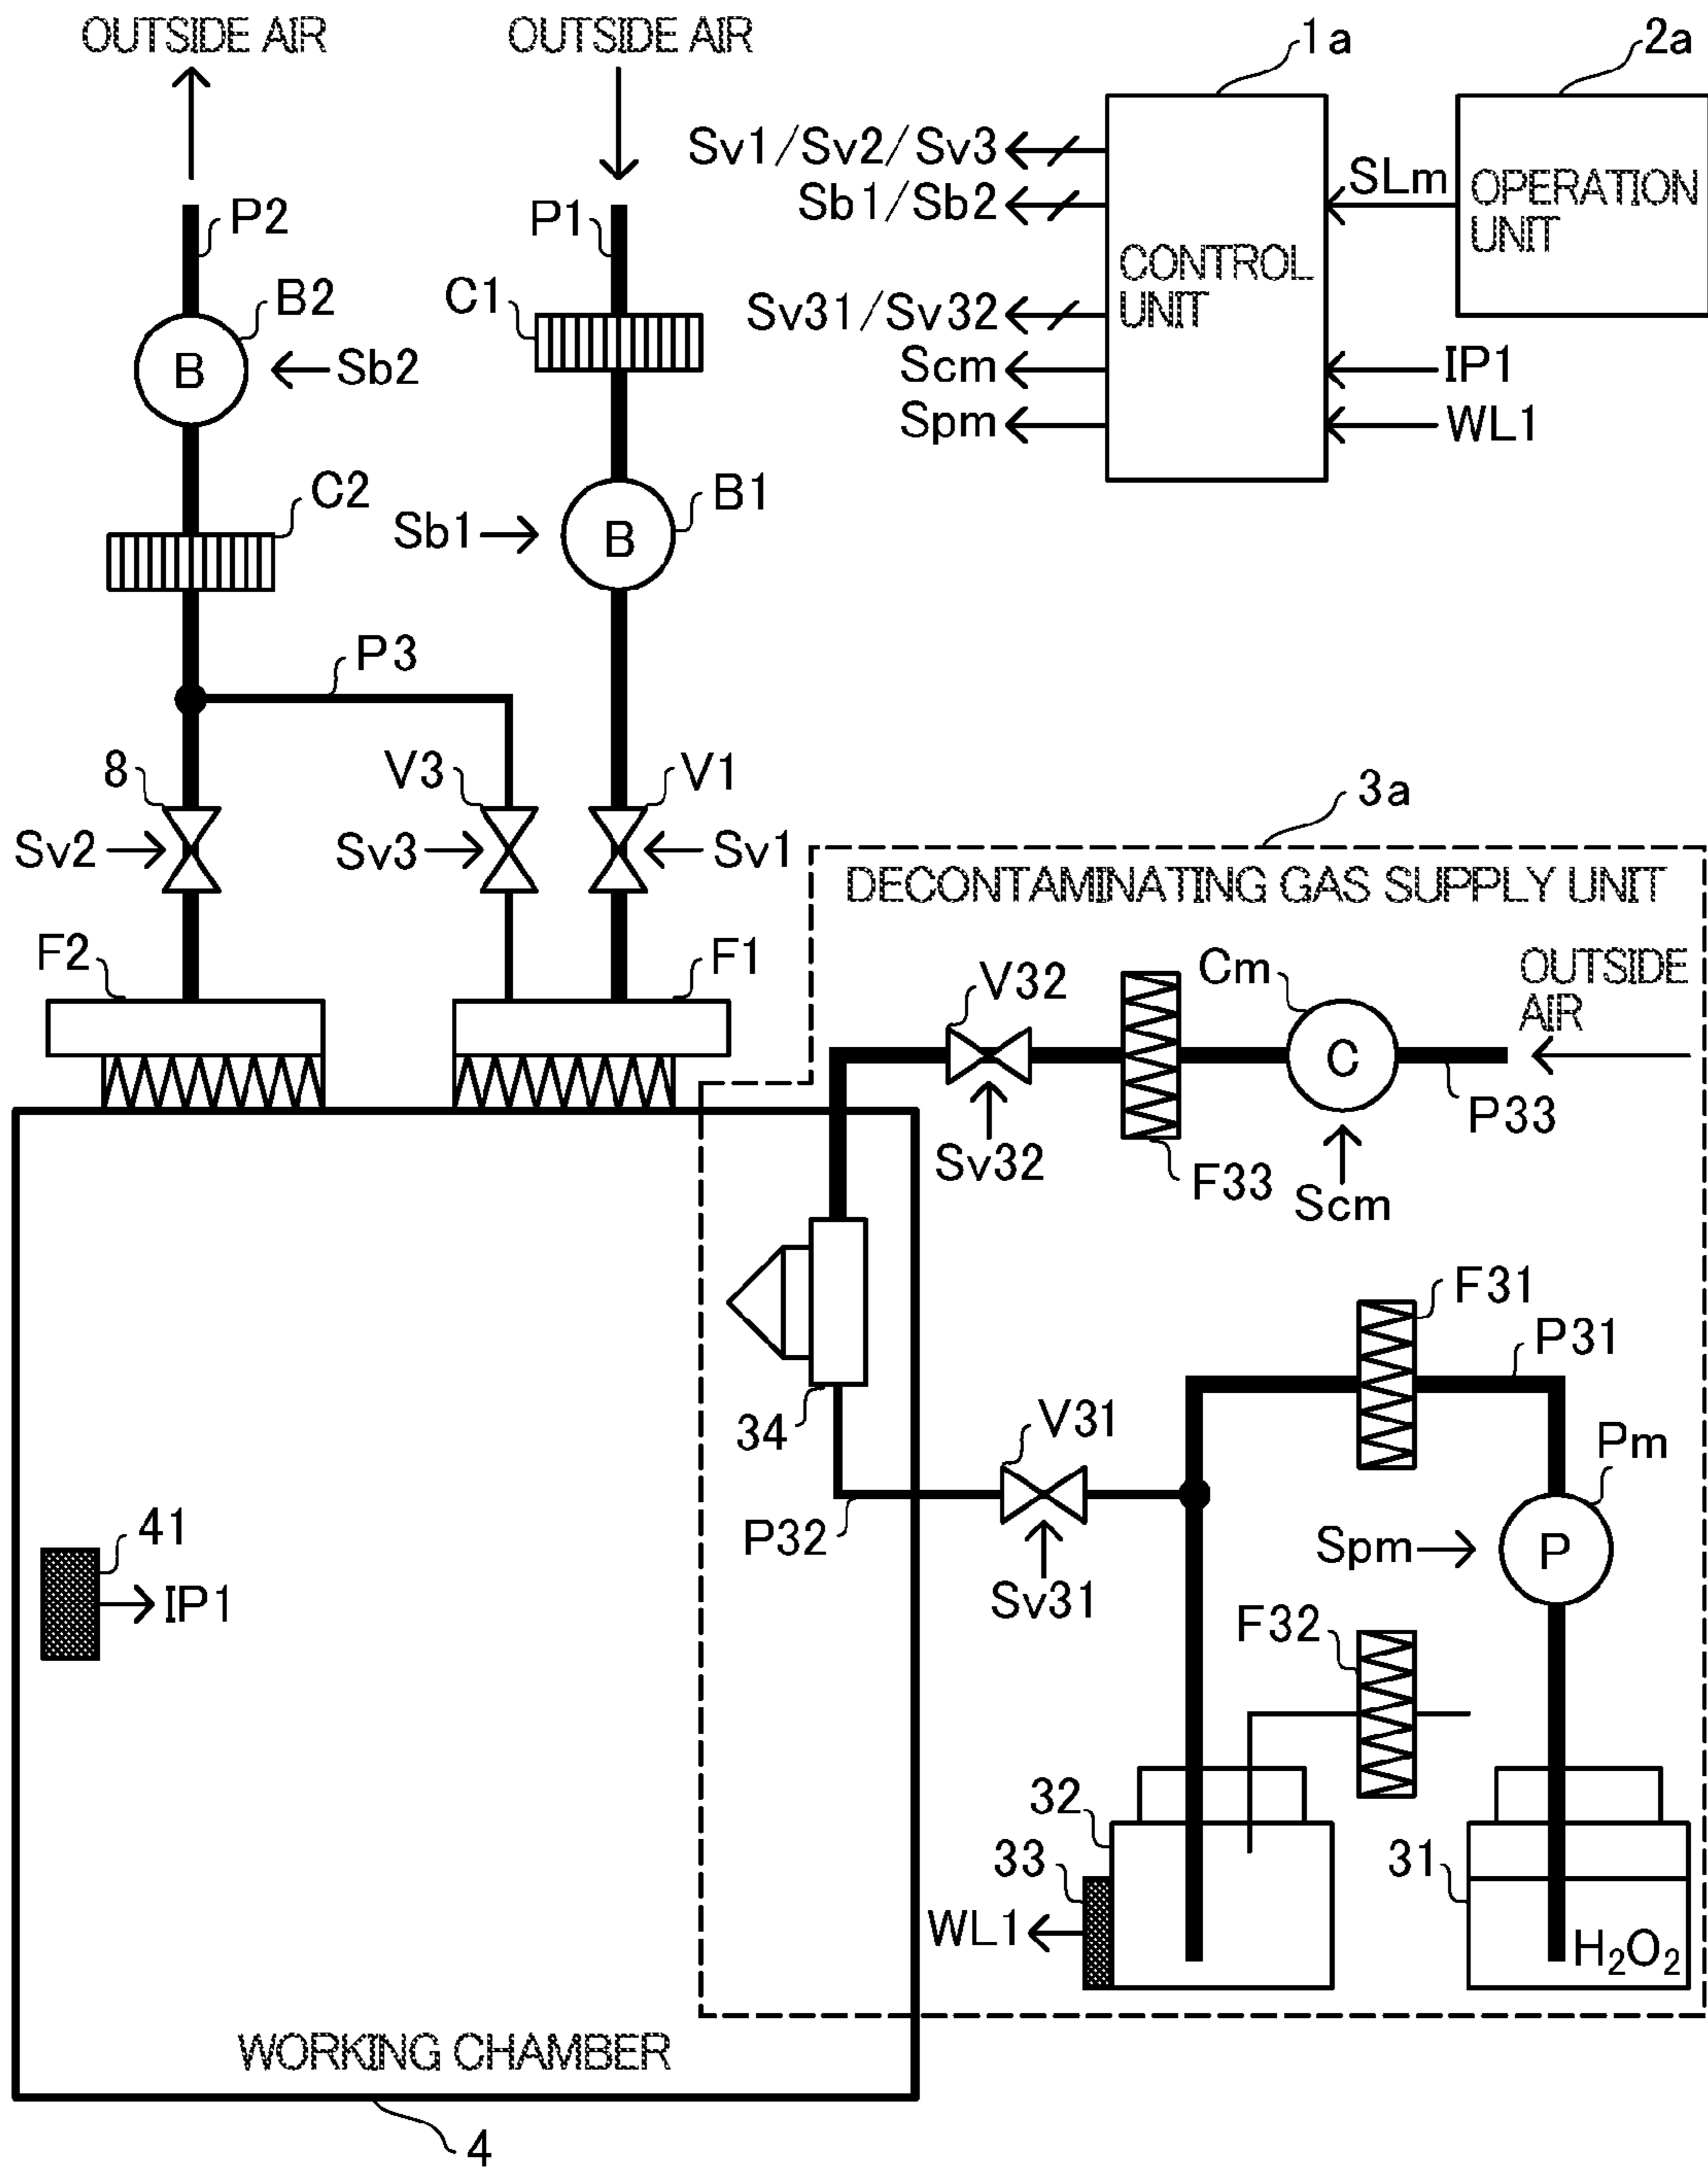 OUTSIDE AIR
OUTSIDE AIR
1a
2a
Sv1/Sv2/Sv3
Sb1/Sb2
Sv31/Sv32
Scm
Spm
CONTROL
UNIT
SLm
OPERATION
UNIT
IP1
WL1
P2
P1
B2
B
Sb2
C1
C2
Sb1
B
B1
P3
8
V3
V1
Sv2
Sv3
Sv1
F2
F1
3a
DECONTAMINATING GAS SUPPLY UNIT
V32
Cm
OUTSIDE
AIR
C
P33
Sv32
F33
Scm
34
F31
P31
V31
Pm
P32
Sv31
Spm
P
41
IP1
F32
32
33
31
WL1
H₂O₂
WORKING CHAMBER
4